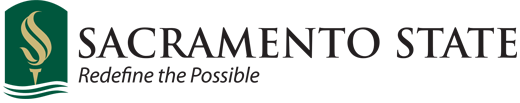 SACRAMENTO STATE
Redefine the Possible